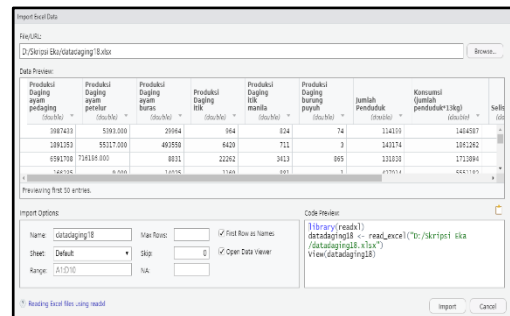 Import Excel Data
File/URL:
D:/Skripsi Eka/datadaging18.xlsx
Browse...
Data Preview:
Produksi Daging ayam pedaging (double) Produksi Daging ayam petelur (double) Produksi Daging ayam buras (double) Produksi Daging itik (double) Produksi Daging itik manila (double) Produksi Daging burung puyuh (double) Jumlah Penduduk (double) Konsumsi (jumlah penduduk*13kg) (double)
3987433 5393.000 29964 964 824 74 114199 1484587
1891353 55317.000 493558 6420 711 3 143174 1861262
6591708 716186.000 8831 22262 3413 865 131838 1713894
Previewing first 50 entries.
Import Options:
Name: datadaging18 Max Rows: First Row as Names
Sheet: Default Skip: 0 Open Data Viewer
Range: A1:D10 NA:
Code Preview:
library(readxl)
datadaging18 <- read_excel("D:/Skripsi Eka
/datadaging18.xlsx")
View(datadaging18)
? Reading Excel files using readxl
Import Cancel